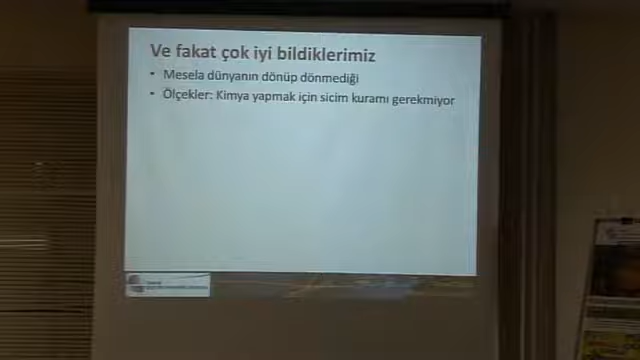 Ve fakat çok iyi bildiklerimiz
• Mesela dünyanın dönüp dönmediği
• Ölçekler: Kimya yapmak için sicim kuramı gerekmiyor